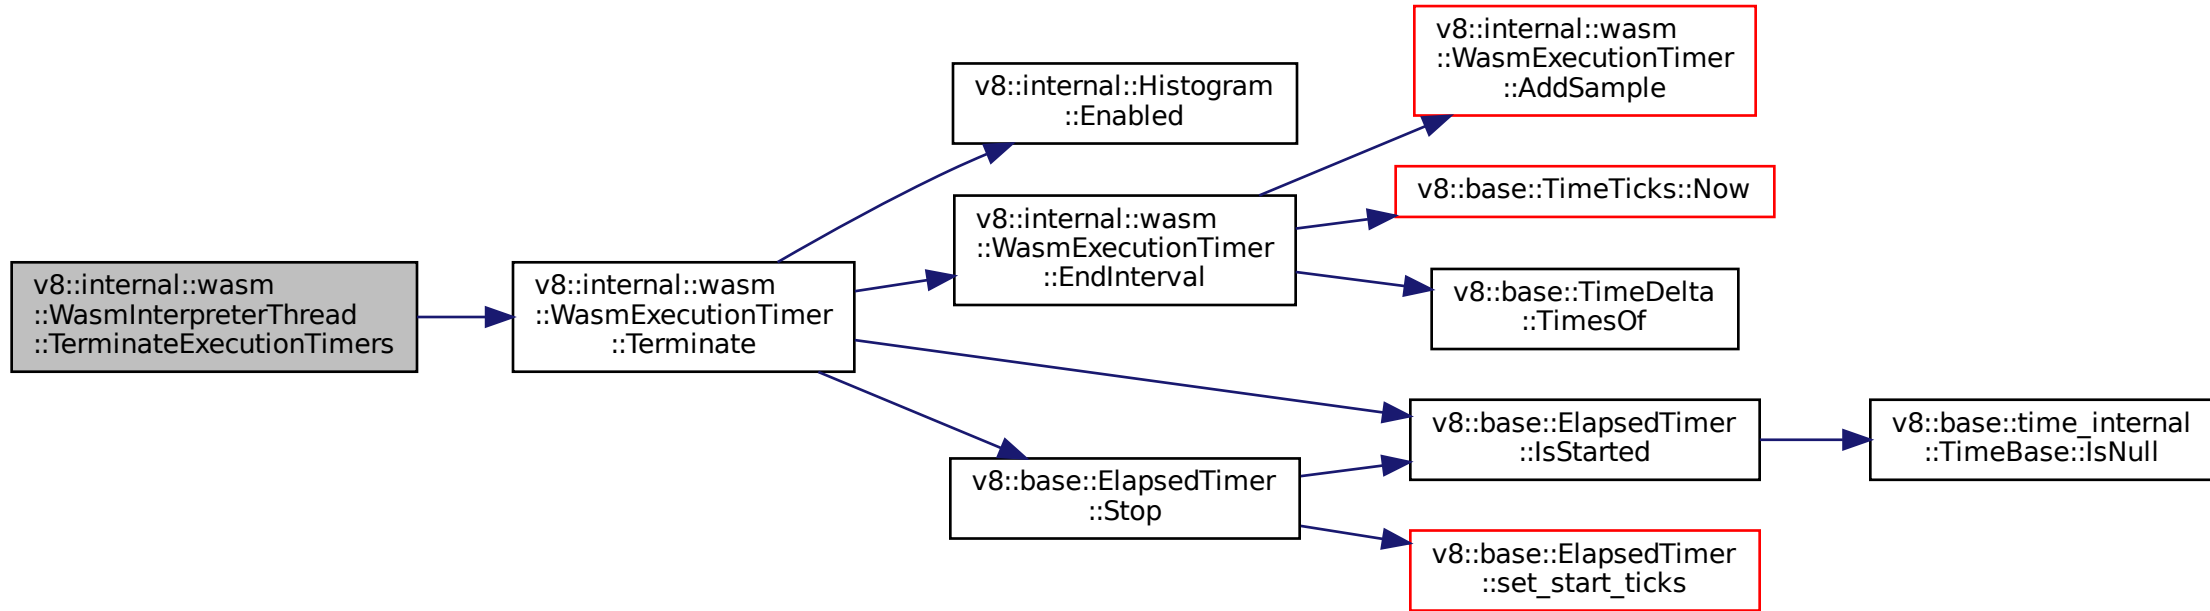 v8::internal::wasm
::WasmInterpreterThread
::TerminateExecutionTimers
v8::internal::wasm
::WasmExecutionTimer
::Terminate
v8::internal::Histogram
::Enabled
v8::internal::wasm
::WasmExecutionTimer
::EndInterval
v8::internal::wasm
::WasmExecutionTimer
::AddSample
v8::base::TimeTicks::Now
v8::base::TimeDelta
::TimesOf
v8::base::ElapsedTimer
::IsStarted
v8::base::time_internal
::TimeBase::IsNull
v8::base::ElapsedTimer
::Stop
v8::base::ElapsedTimer
::set_start_ticks